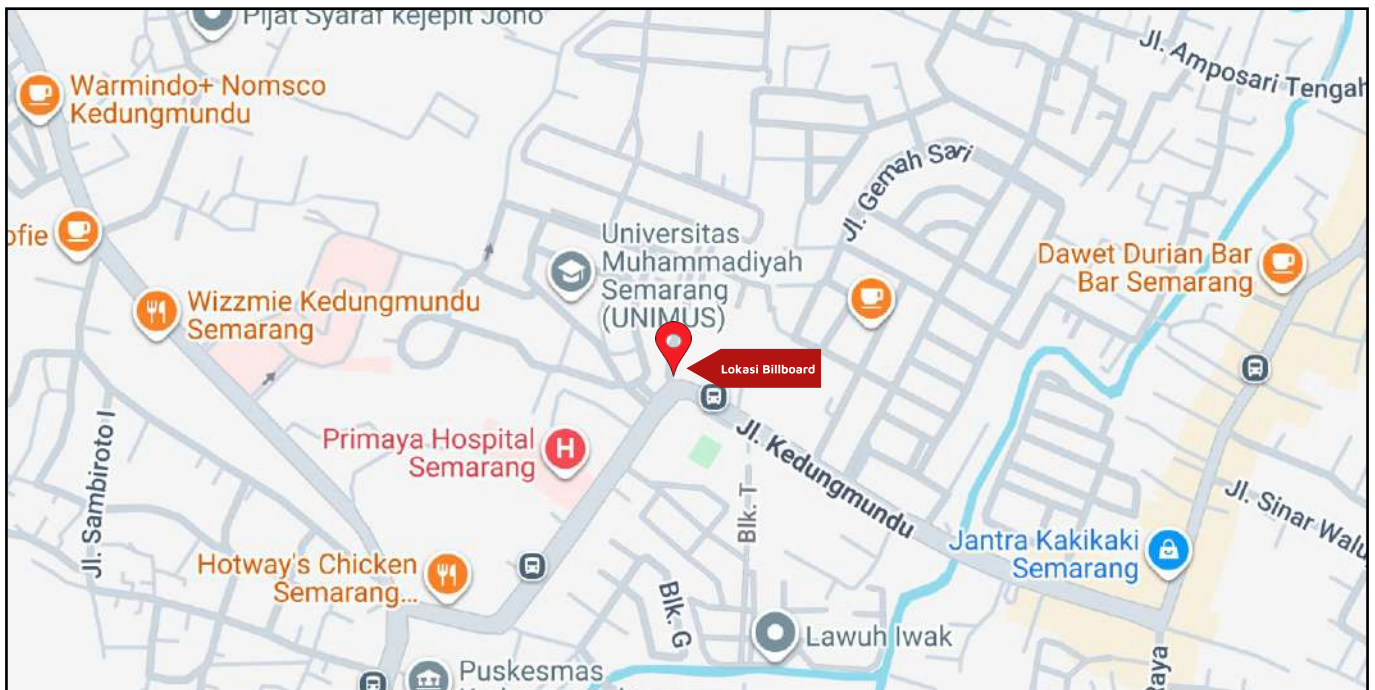 Pijat Syaraf kejepit Joho
Jl. Amposari Tengah
Warmindo+ Nomsco
Kedungmundu
Jl. Gemah Sari
ofie
Universitas
Muhammadiyah
Semarang
(UNIMUS)
Dawet Durian Bar
Bar Semarang
Wizzmie Kedungmundu
Semarang
Lokasi Billboard
Jl. Sambiroto I
Primaya Hospital
Semarang
H
Jl. Kedungmundu
Blk. T
Jl. Sinar Walu
Jantra Kakikaki
Semarang
Hotway's Chicken
Semarang...
Blk. G
Lawuh Iwak
Raya
Puskesmas